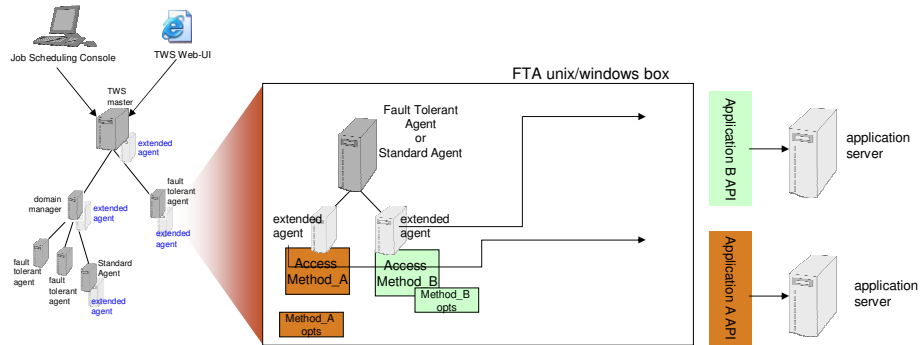 Job Scheduling Console
TWS Web-UI
TWS
master
extended
agent
domain
manager
extended
agent
fault
tolerant
agent
extended
agent
fault
tolerant
agent
fault
tolerant
agent
Standard
Agent
extended
agent
FTA unix/windows box
Fault Tolerant
Agent
or
Standard Agent
extended
agent
extended
agent
Access
Method_A
Access
Method_B
Method_B
opts
Method_A
opts
Application B API
application
server
Application A API
application
server